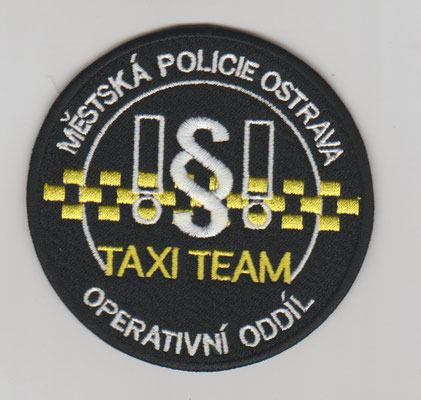 MĚSTSKÁ POLICIE OSTRAVA
!§!
TAXI TEAM
OPERATIVNÍ ODDÍL